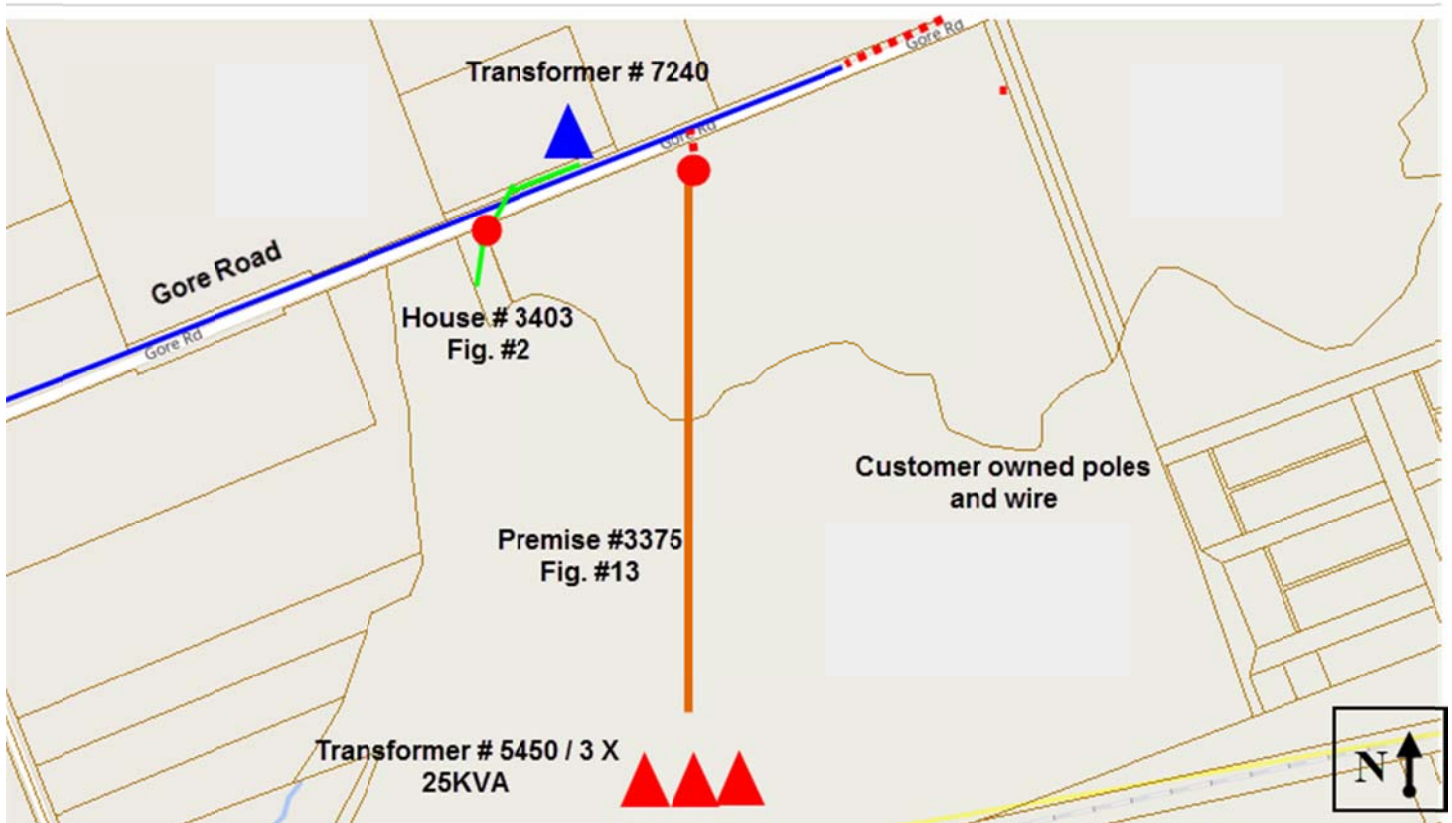 Gore Rd
Transformer # 7240
Gore Rd
Gore Road
House # 3403
Fig. #2
Gore Rd
Customer owned poles
and wire
Premise #3375
Fig. #13
Transformer # 5450 / 3 X
25KVA
N